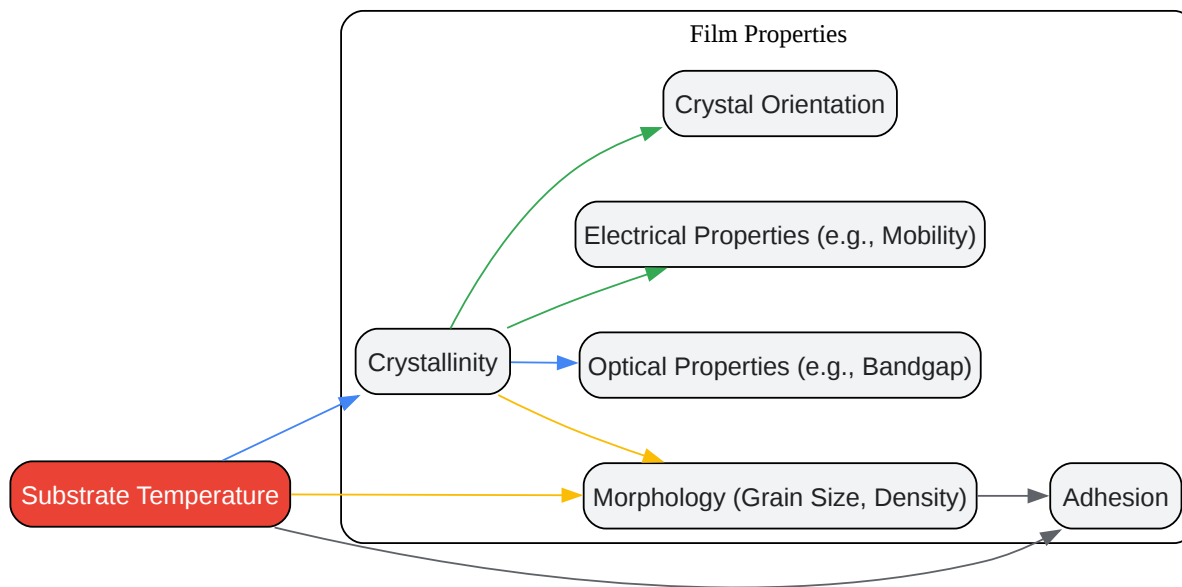 Film Properties
Crystal Orientation
Electrical Properties (e.g., Mobility)
Crystallinity
Optical Properties (e.g., Bandgap)
Substrate Temperature
Morphology (Grain Size, Density)
Adhesion